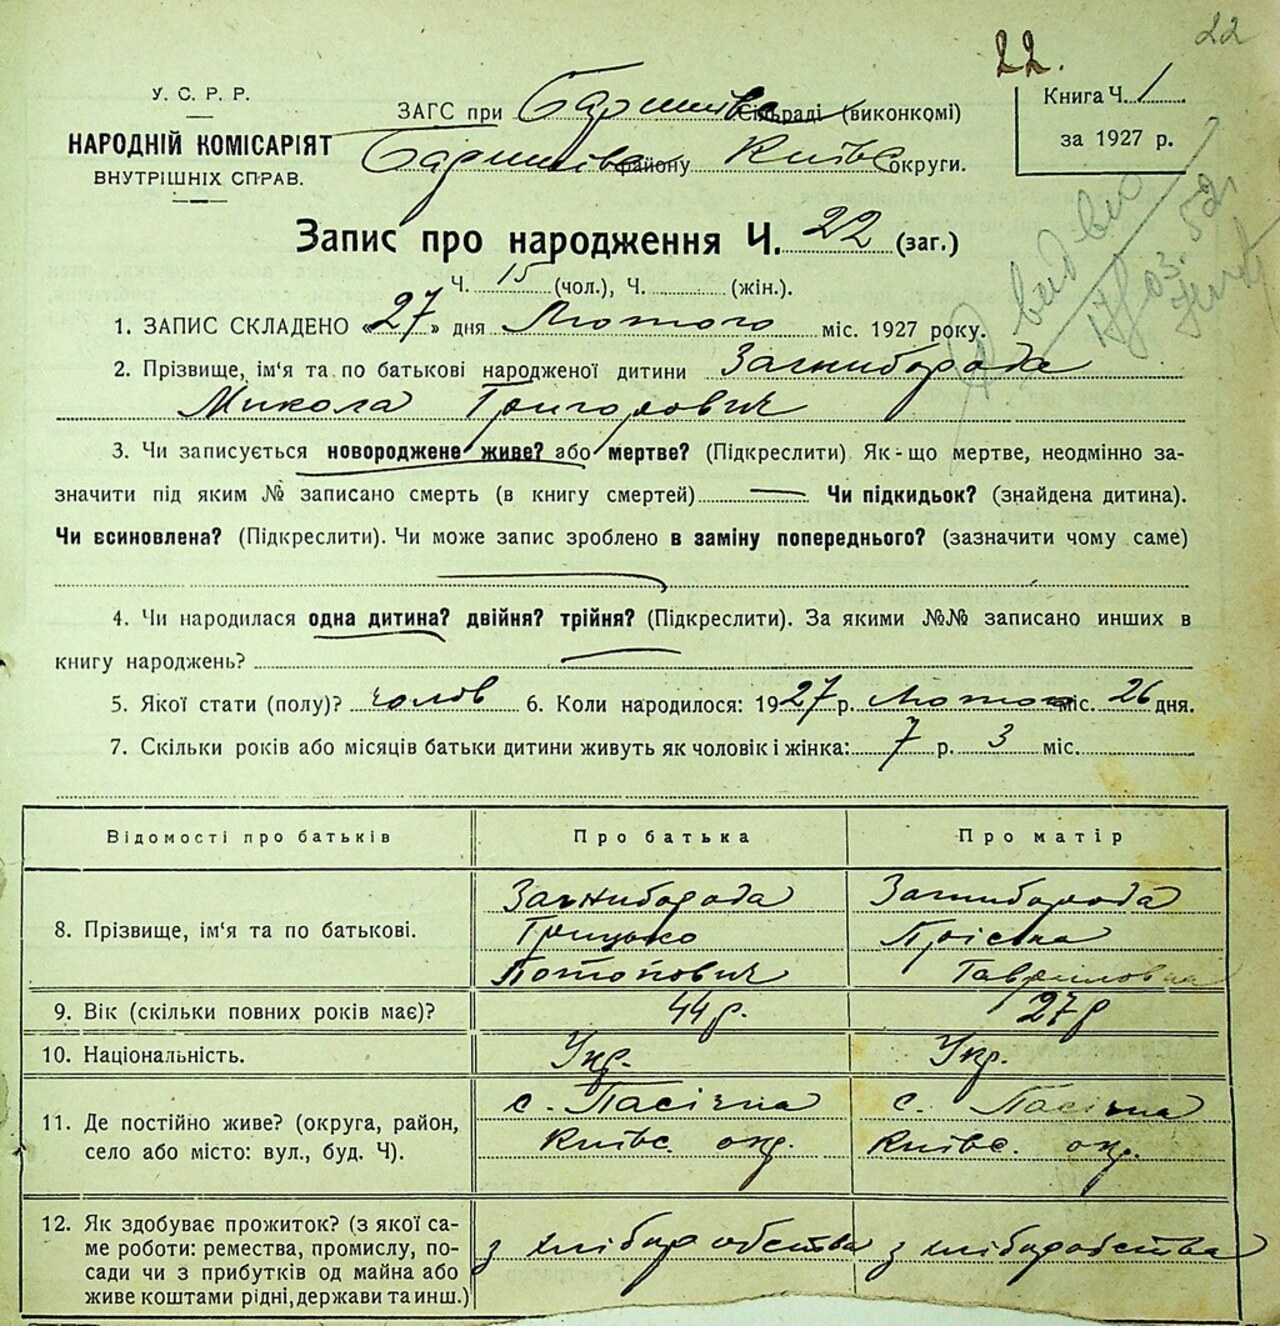 22
22.
У. С. Р. Р.
НАРОДНІЙ КОМІСАРІЯТ
ВНУТРІШНІХ СПРАВ.
ЗАГС при Баришівс Сільраді (виконкомі)
Баришівс району Київс округи.
Книга Ч. 1
за 1927 р.
Запис про народження Ч. 22 (заг.)
Ч. 15 (чол.), Ч. (жін.).
1. ЗАПИС СКЛАДЕНО «27» дня Лютого міс. 1927 року.
2. Прізвище, ім‘я та по батькові народженої дитини Загниборода
Микола Григорович
3. Чи записується новороджене живе? або мертве? (Підкреслити) Як-що мертве, неодмінно за-
значити під яким № записано смерть (в книгу смертей) Чи підкидьок? (знайдена дитина).
Чи всиновлена? (Підкреслити). Чи може запис зроблено в заміну попереднього? (зазначити чому саме)
4. Чи народилася одна дитина? двійня? трійня? (Підкреслити). За якими №№ записано инших в
книгу народжень?
5. Якої стати (полу)? чолов 6. Коли народилося: 1927 р. Лютого міс. 26 дня.
7. Скільки років або місяців батьки дитини живуть як чоловік і жінка: 7 р. 3 міс.
Відомості про батьків Про батька Про матір
8. Прізвище, ім‘я та по батькові.
Загниборода
Грицько
Потопович
Загниборода
Пріська
Гавриловна
9. Вік (скільки повних років має)? 44 р. 27 р
10. Національність. Укр. Укр.
11. Де постійно живе? (округа, район,
село або місто: вул., буд. Ч).
с. Пасічна
Київс. окр.
с. Пасічна
Київс. окр.
12. Як здобуває прожиток? (з якої са-
ме роботи: ремества, промислу, по-
сади чи з прибутків од майна або
живе коштами рідні, держави та инш.)
з хліборобства з хліборобства